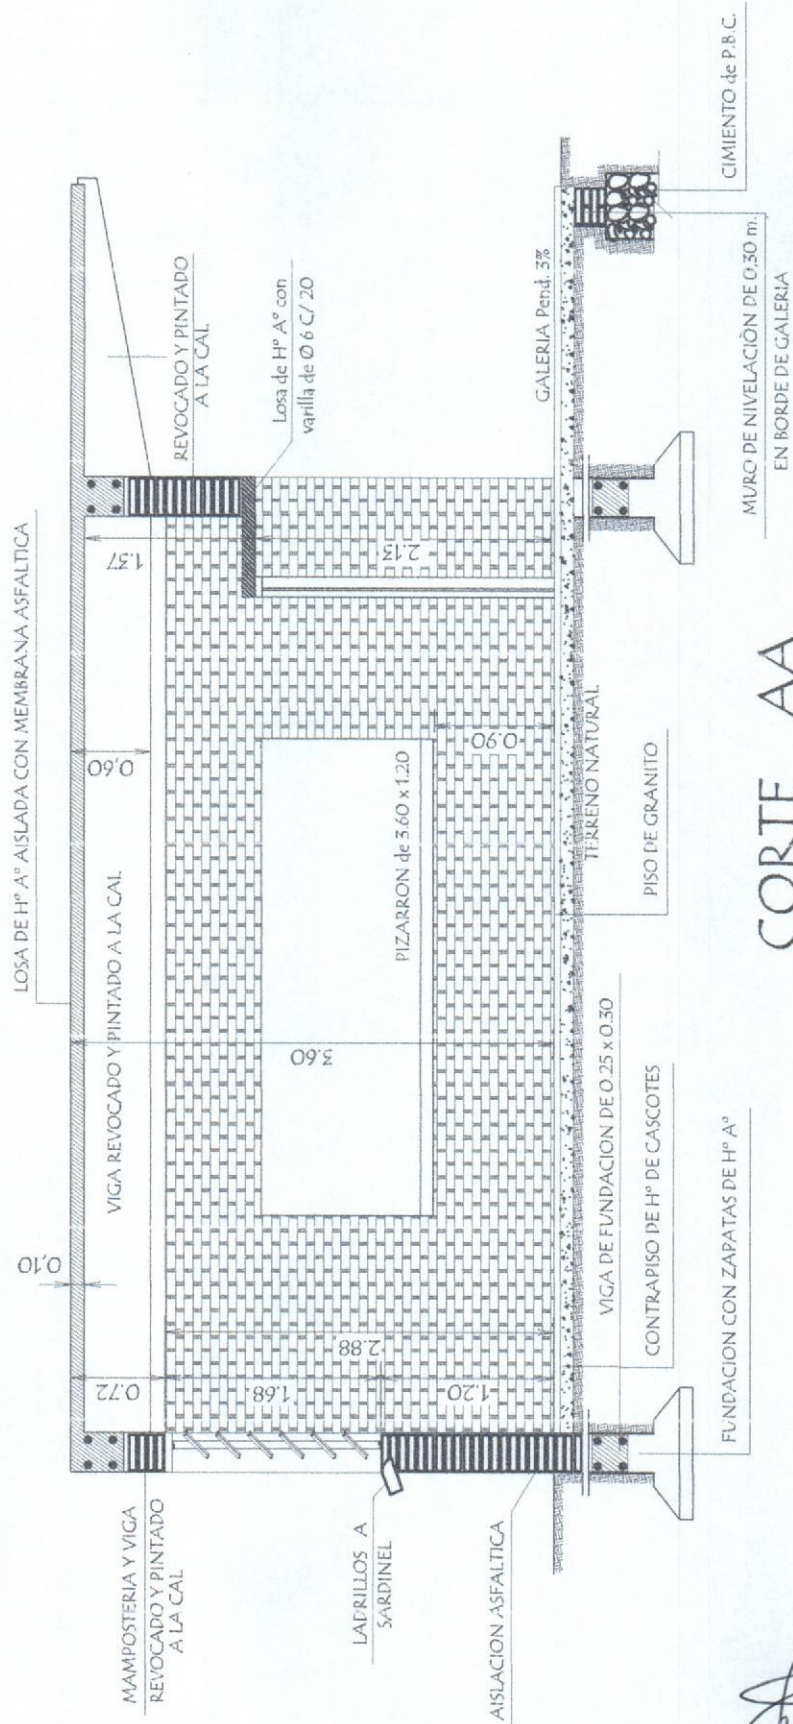 LOSA DE Hº Aº AISLADA CON MEMBRANA ASFALTICA
0,10
VIGA REVOCADO Y PINTADO A LA CAL
0,60
1.37
REVOCADO Y PINTADO
A LA CAL
Losa de Hº Aº con
varilla de Ø 6 C/ 20
MAMPOSTERIA Y VIGA
REVOCADO Y PINTADO
A LA CAL
0.72
1.68
2.88
1.20
3.60
PIZARRON de 3.60 x 1.20
0.90
2.13
LADRILLOS A
SARDINEL
AISLACION ASFALTICA
GALERIA Pend. 3%
TERRENO NATURAL
PISO DE GRANITO
VIGA DE FUNDACION DE 0.25 x 0.30
CONTRAPISO DE Hº DE CASCOTES
FUNDACION CON ZAPATAS DE Hº Aº
CIMIENTO de P.B.C.
MURO DE NIVELACIÓN DE 0,30 m.
EN BORDE DE GALERIA
CORTE AA